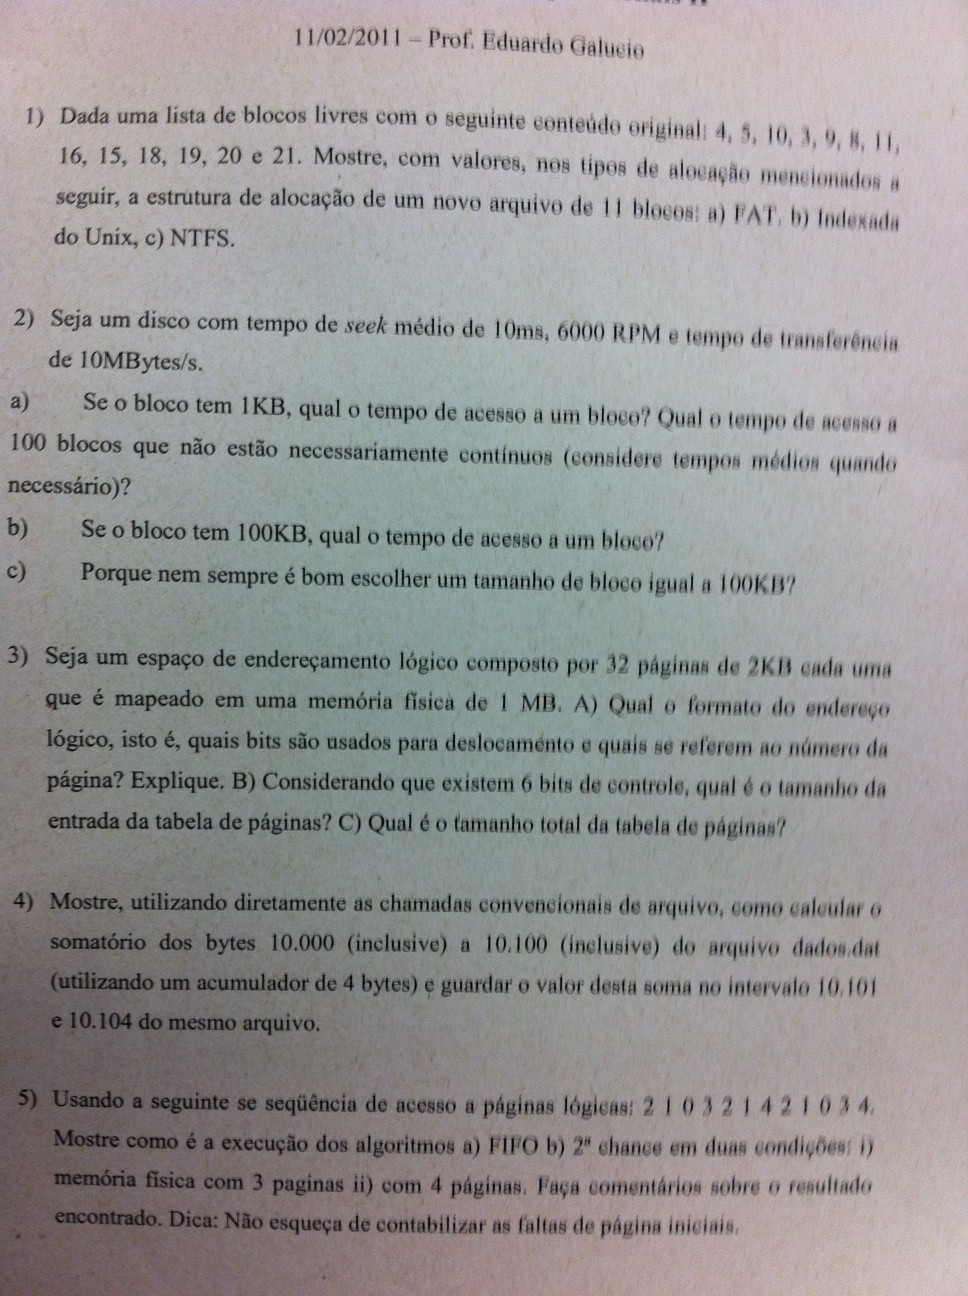 11/02/2011 – Prof. Eduardo Galucio
1) Dada uma lista de blocos livres com o seguinte conteúdo original: 4, 5, 10, 3, 9, 8, 11,
16, 15, 18, 19, 20 e 21. Mostre, com valores, nos tipos de alocação mencionados a
seguir, a estrutura de alocação de um novo arquivo de 11 blocos: a) FAT, b) Indexada
do Unix, c) NTFS.
2) Seja um disco com tempo de seek médio de 10ms, 6000 RPM e tempo de transferência
de 10MBytes/s.
a) Se o bloco tem 1KB, qual o tempo de acesso a um bloco? Qual o tempo de acesso a
100 blocos que não estão necessariamente contínuos (considere tempos médios quando
necessário)?
b) Se o bloco tem 100KB, qual o tempo de acesso a um bloco?
c) Porque nem sempre é bom escolher um tamanho de bloco igual a 100KB?
3) Seja um espaço de endereçamento lógico composto por 32 páginas de 2KB cada uma
que é mapeado em uma memória física de 1 MB. A) Qual o formato do endereço
lógico, isto é, quais bits são usados para deslocamento e quais se referem ao número da
página? Explique. B) Considerando que existem 6 bits de controle, qual é o tamanho da
entrada da tabela de páginas? C) Qual é o tamanho total da tabela de páginas?
4) Mostre, utilizando diretamente as chamadas convencionais de arquivo, como calcular o
somatório dos bytes 10.000 (inclusive) a 10.100 (inclusive) do arquivo dados.dat
(utilizando um acumulador de 4 bytes) e guardar o valor desta soma no intervalo 10.101
e 10.104 do mesmo arquivo.
5) Usando a seguinte se seqüência de acesso a páginas lógicas: 2 1 0 3 2 1 4 2 1 0 3 4.
Mostre como é a execução dos algoritmos a) FIFO b) 2ª chance em duas condições: i)
memória física com 3 paginas ii) com 4 páginas. Faça comentários sobre o resultado
encontrado. Dica: Não esqueça de contabilizar as faltas de página iniciais.